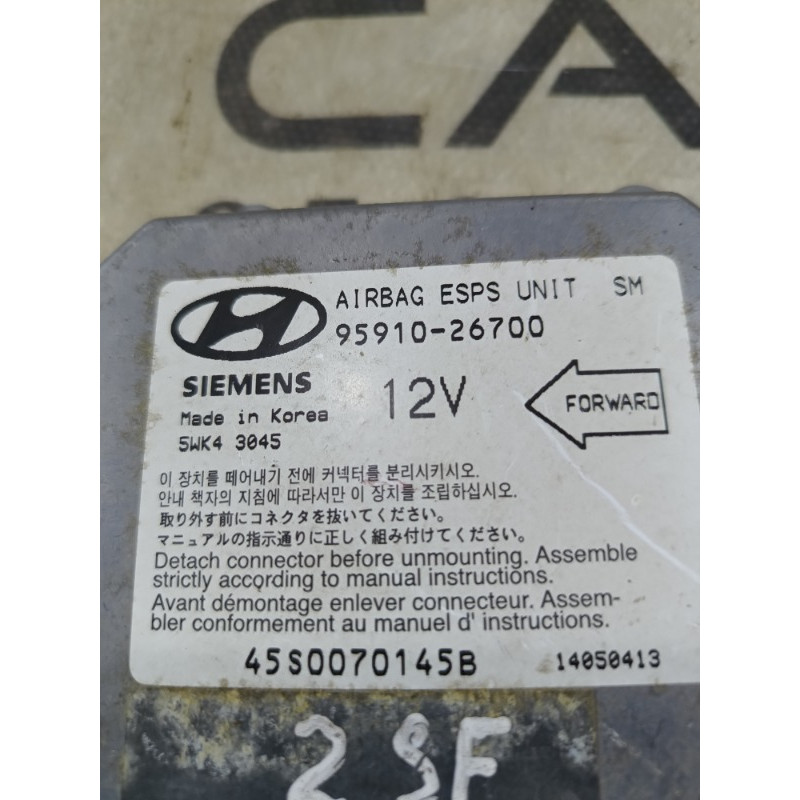 CA
AIRBAG ESPS UNIT SM
95910-26700
SIEMENS
12V
FORWARD
Made in Korea
5WK4 3045
이 장치를 떼어내기 전에 커넥터를 분리시키시오.
안내 책자의 지침에 따라서만 이 장치를 조립하십시오.
取り外す前にコネクタを抜いてください。
マニュアルの指示通りに正しく組み付けてください。
Detach connector before unmounting. Assemble
strictly according to manual instructions.
Avant démontage enlever connecteur. Assem-
bler conformement au manuel d' instructions.
45S0070145B 14050413
2 SF